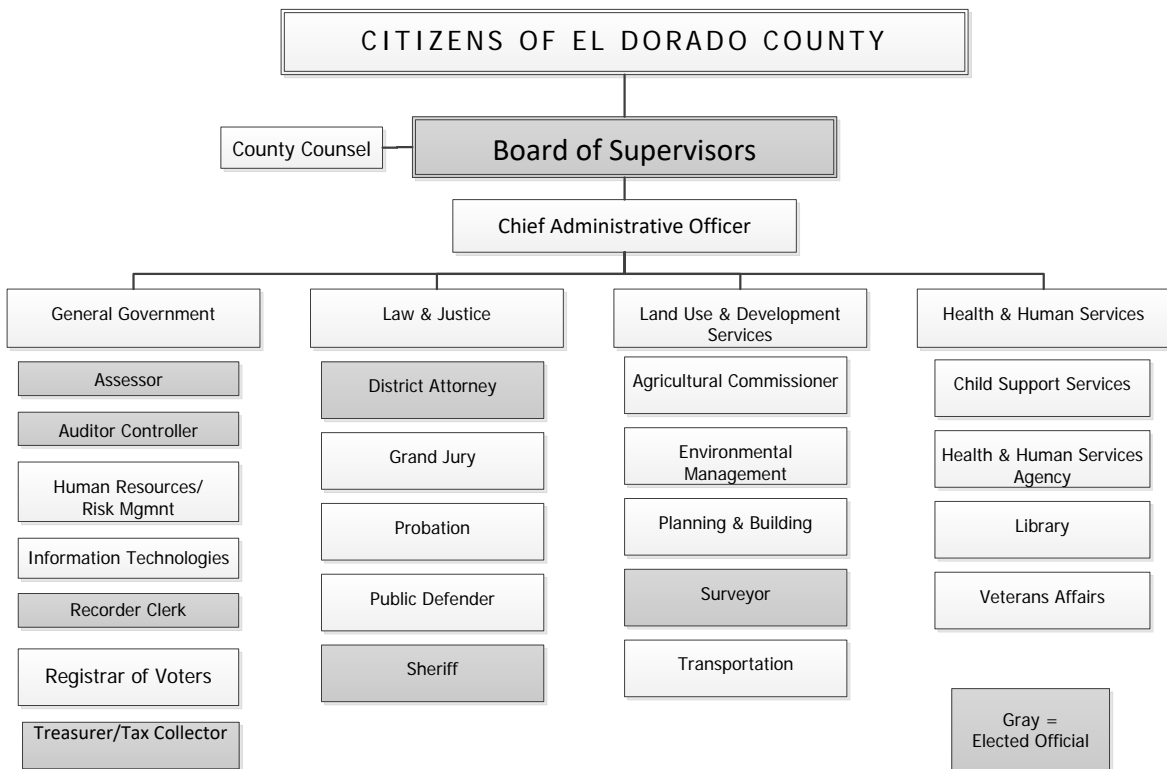 CITIZENS OF EL DORADO COUNTY
County Counsel
Board of Supervisors
Chief Administrative Officer
General Government
Law & Justice
Land Use & Development
Services
Health & Human Services
Assessor
Auditor Controller
Human Resources/
Risk Mgmnt
Information Technologies
Recorder Clerk
Registrar of Voters
Treasurer/Tax Collector
District Attorney
Grand Jury
Probation
Public Defender
Sheriff
Agricultural Commissioner
Environmental
Management
Planning & Building
Surveyor
Transportation
Child Support Services
Health & Human Services
Agency
Library
Veterans Affairs
Gray =
Elected Official